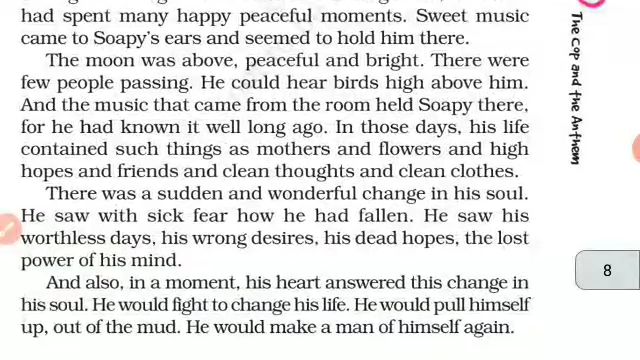 had spent many happy peaceful moments. Sweet music
came to Soapy's ears and seemed to hold him there.
The moon was above, peaceful and bright. There were
few people passing. He could hear birds high above him.
And the music that came from the room held Soapy there,
for he had known it well long ago. In those days, his life
contained such things as mothers and flowers and high
hopes and friends and clean thoughts and clean clothes.
There was a sudden and wonderful change in his soul.
He saw with sick fear how he had fallen. He saw his
worthless days, his wrong desires, his dead hopes, the lost
power of his mind.
And also, in a moment, his heart answered this change in
his soul. He would fight to change his life. He would pull himself
up, out of the mud. He would make a man of himself again.
The Cop and the Anthem
8